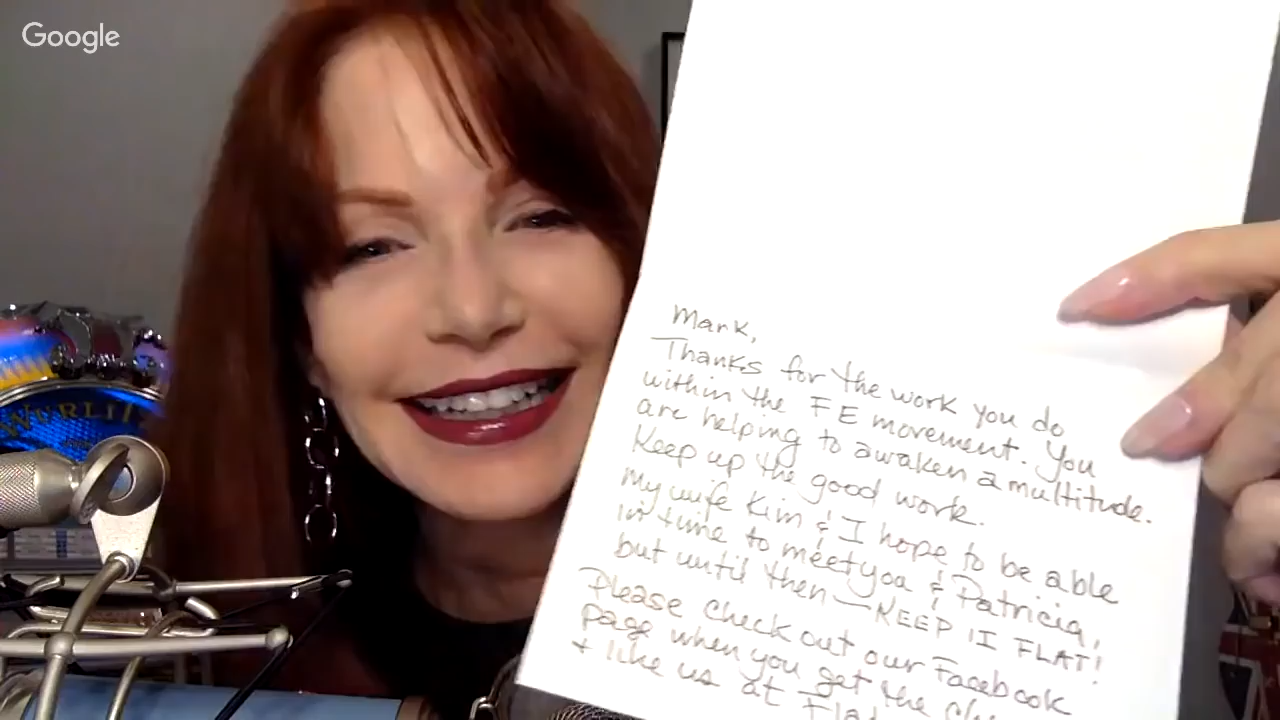 Google
WURLI
Mark,
Thanks for the work you do
within the FE movement. You
are helping to awaken a multitude.
Keep up the good work.
My wife Kim & I hope to be able
in time to meet you & Patricia,
but until then — KEEP IT FLAT!
Please check out our Facebook
page when you get the
+ like us at